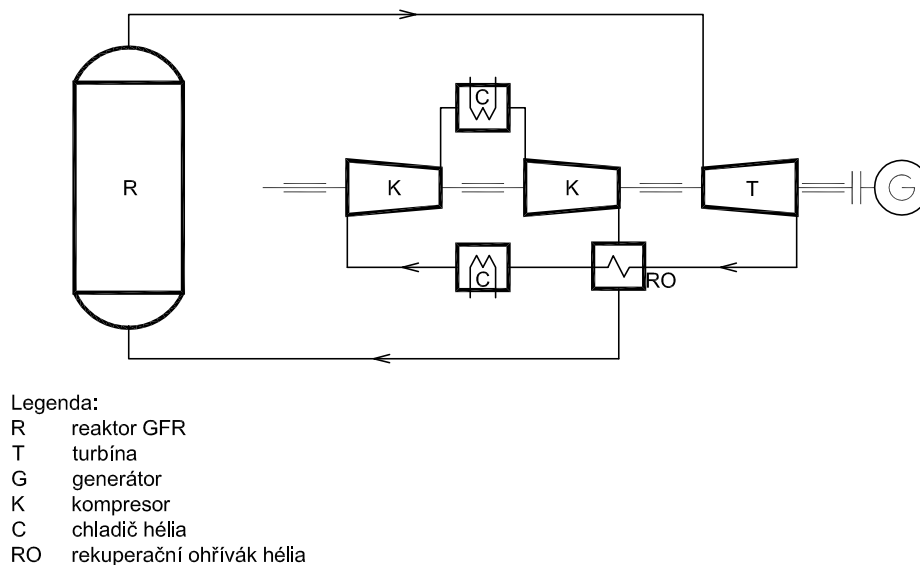 C
R
K
K
T
G
C
RO
Legenda:
R reaktor GFR
T turbína
G generátor
K kompresor
C chladič hélia
RO rekuperační ohřívák hélia